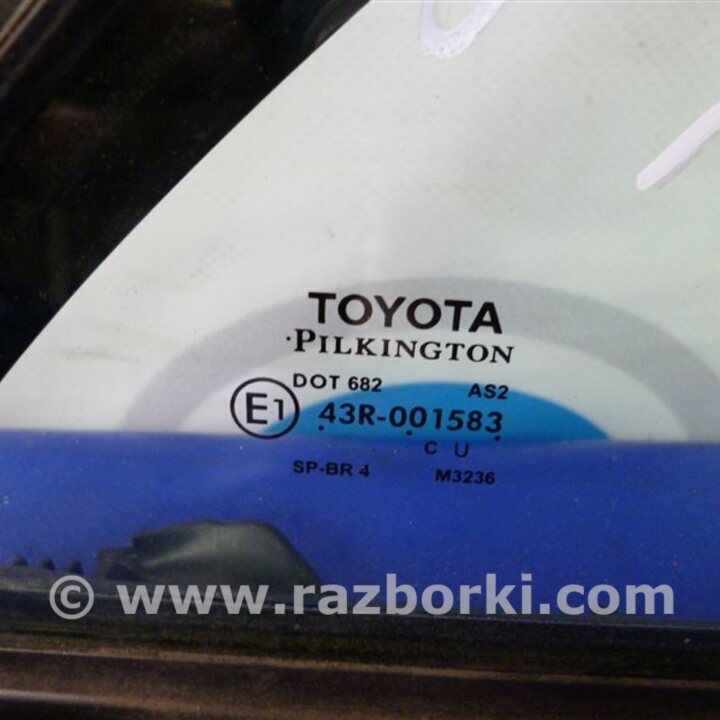 TOYOTA
PILKINGTON
DOT 682 AS2
E1 43R-001583
C U
SP-BR 4 M3236
© www.razborki.com